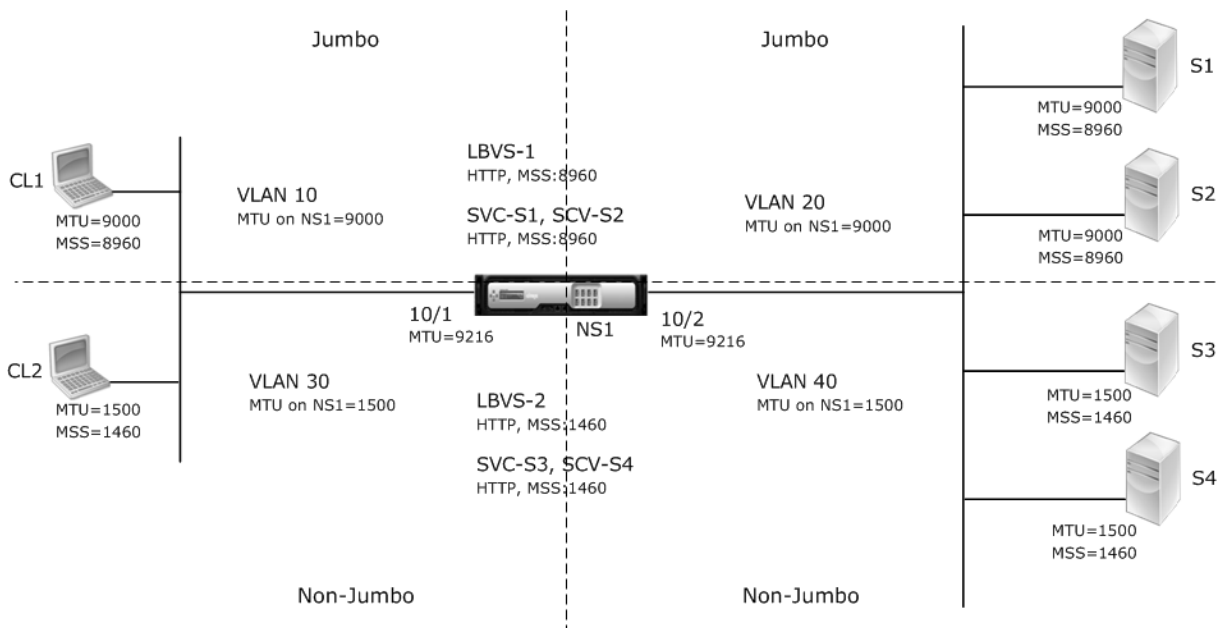 Jumbo
Jumbo
S1
MTU=9000
MSS=8960
LBVS-1
HTTP, MSS:8960
CL1
VLAN 10
MTU on NS1=9000
MTU=9000
MSS=8960
SVC-S1, SCV-S2
HTTP, MSS:8960
VLAN 20
MTU on NS1=9000
S2
MTU=9000
MSS=8960
10/1
MTU=9216
NS1
10/2
MTU=9216
S3
MTU=1500
MSS=1460
CL2
VLAN 30
MTU on NS1=1500
MTU=1500
MSS=1460
LBVS-2
HTTP, MSS:1460
VLAN 40
MTU on NS1=1500
SVC-S3, SCV-S4
HTTP, MSS:1460
S4
MTU=1500
MSS=1460
Non-Jumbo
Non-Jumbo